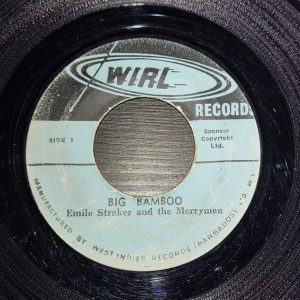 WIRL
RECORDS
SIDE 1
Sponsor
Copyright
Ltd.
BIG BAMBOO
Emile Straker and the Merrymen
MANUFACTURED BY WEST INDIES RECORDS (BARBADOS) LTD. W.I.